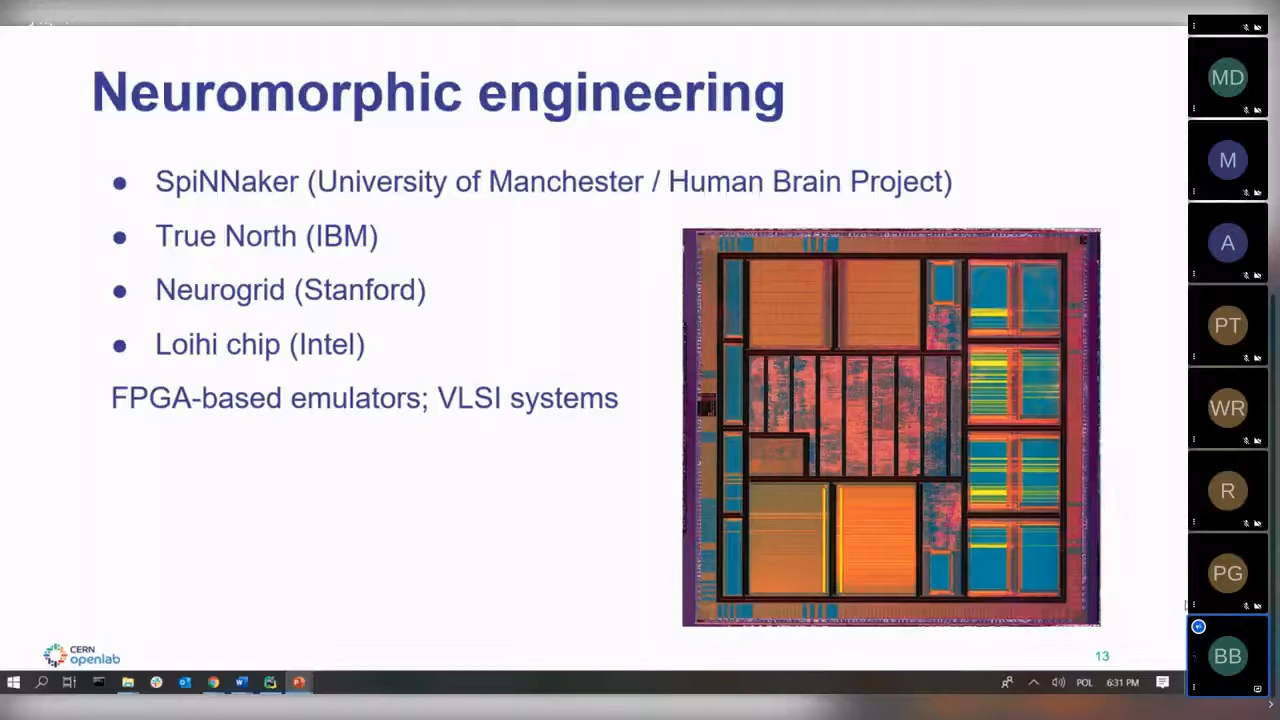 Neuromorphic engineering
● SpiNNaker (University of Manchester / Human Brain Project)
● True North (IBM)
● Neurogrid (Stanford)
● Loihi chip (Intel)
FPGA-based emulators; VLSI systems
CERN
openlab
13
MD
M
A
PT
WR
R
PG
BB
POL
6:31 PM